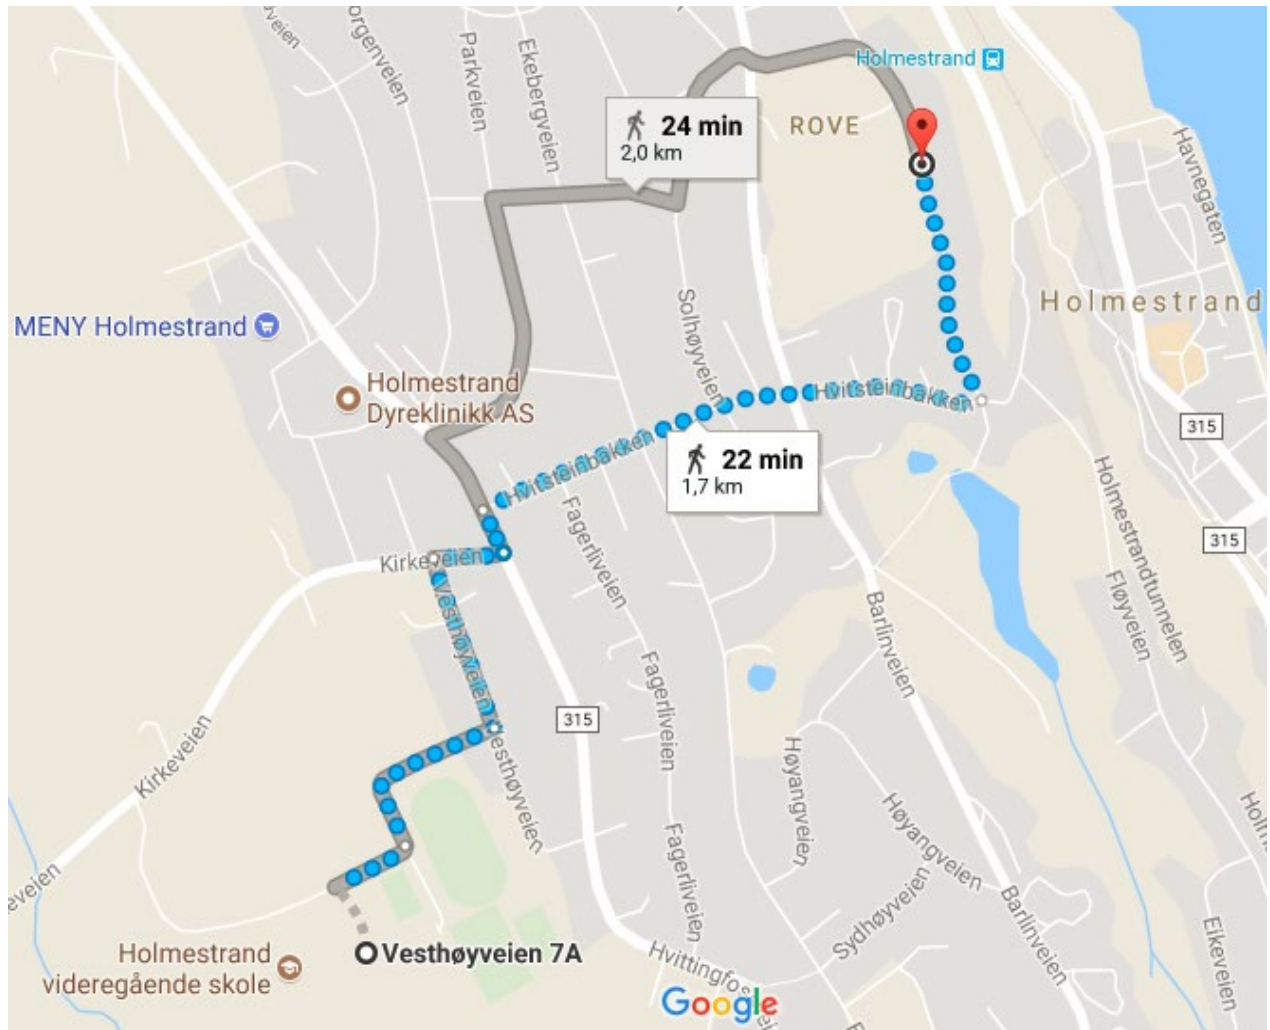 Parkveien
Ekebergveien
Holmestrand
24 min
2,0 km
ROVE
Havnegaten
MENY Holmestrand
Solhøyveien
Holmestrand
Holmestrand
Dyreklinikk AS
Hvitsteinbakken
315
Hvitsteinbakken
22 min
1,7 km
315
Kirkeveien
Fagerliveien
Holmestrandtunnelen
Fløyveien
Vesthøyveien
Barlinveien
Fagerliveien
315
Kirkeveien
Vesthøyveien
Høyangveien
Høyangveien
Fagerliveien
Sydhøyveien
Barlinveien
Eikeveien
Holmestrand
videregående skole
Vesthøyveien 7A
Google